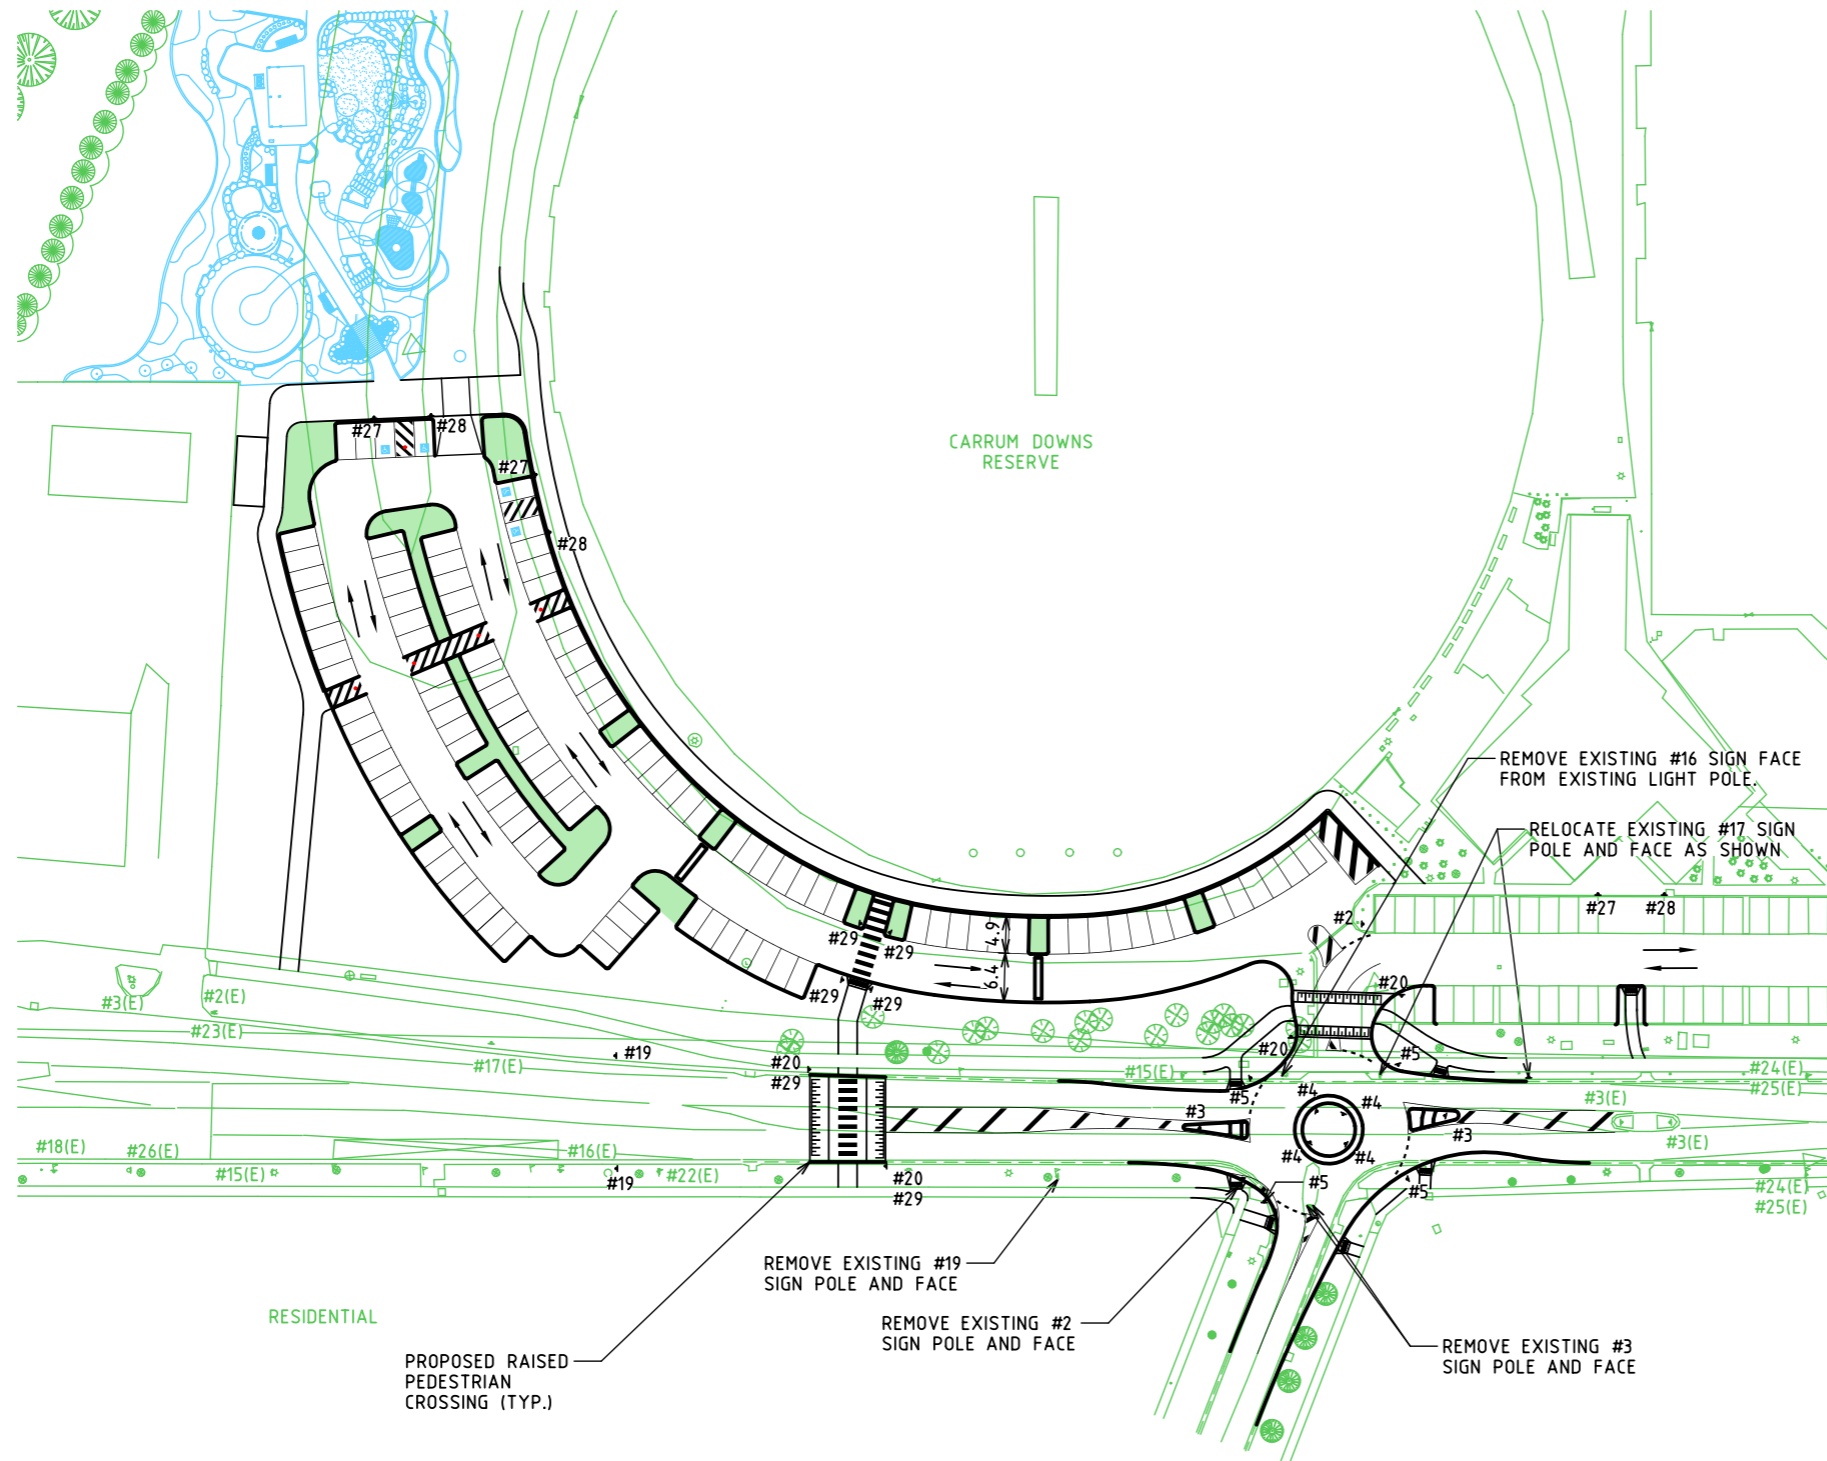 #27
#28
#27
#28
CARRUM DOWNS
RESERVE
REMOVE EXISTING #16 SIGN FACE
FROM EXISTING LIGHT POLE.
RELOCATE EXISTING #17 SIGN
POLE AND FACE AS SHOWN
#27
#28
#2
4.9
6.4
#29
#29
#29
#29
#20
#3(E)
#2(E)
#23(E)
#17(E)
#19
#20
#29
#15(E)
#20
#5
#24(E)
#25(E)
#5
#4
#4
#3
#3
#3(E)
#3(E)
#18(E)
#26(E)
#16(E)
#15(E)
#19
#22(E)
#20
#29
#4
#4
#5
#5
#24(E)
#25(E)
REMOVE EXISTING #19
SIGN POLE AND FACE
RESIDENTIAL
REMOVE EXISTING #2
SIGN POLE AND FACE
REMOVE EXISTING #3
SIGN POLE AND FACE
PROPOSED RAISED
PEDESTRIAN
CROSSING (TYP.)